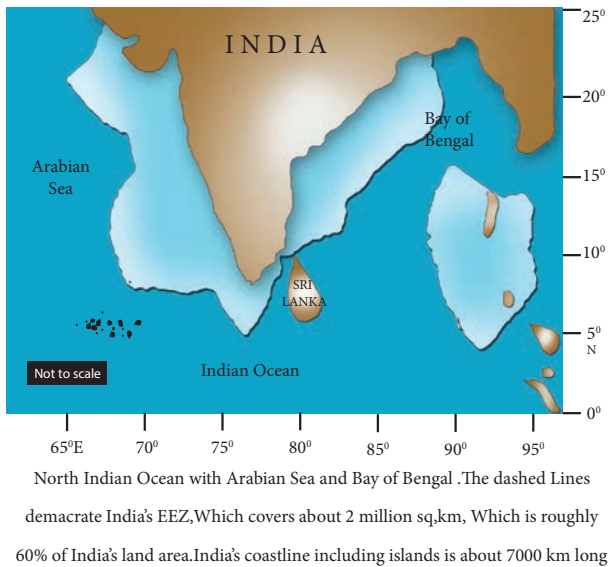 25⁰
INDIA
20⁰
Bay of
Bengal
Arabian
Sea
15⁰
10⁰
SRI
LANKA
5⁰
N
Not to scale
Indian Ocean
0⁰
65⁰E 70⁰ 75⁰ 80⁰ 85⁰ 90⁰ 95⁰
North Indian Ocean with Arabian Sea and Bay of Bengal .The dashed Lines
demacrate India's EEZ,Which covers about 2 million sq,km, Which is roughly
60% of India's land area.India's coastline including islands is about 7000 km long